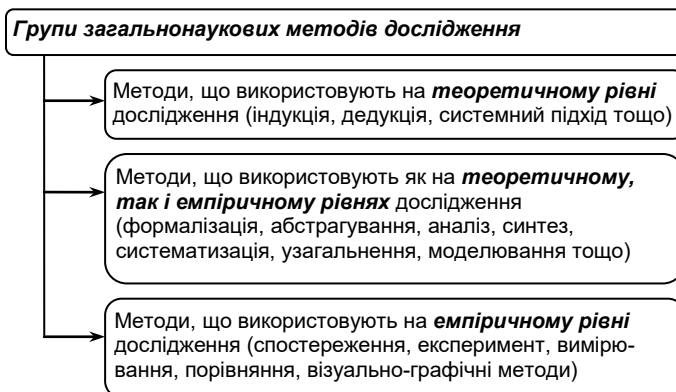 Групи загальнонаукових методів дослідження
Методи, що використовують на теоретичному рівні
дослідження (індукція, дедукція, системний підхід тощо)
Методи, що використовують як на теоретичному,
так і емпіричному рівнях дослідження
(формалізація, абстрагування, аналіз, синтез,
систематизація, узагальнення, моделювання тощо)
Методи, що використовують на емпіричному рівні
дослідження (спостереження, експеримент, вимірю-
вання, порівняння, візуально-графічні методи)